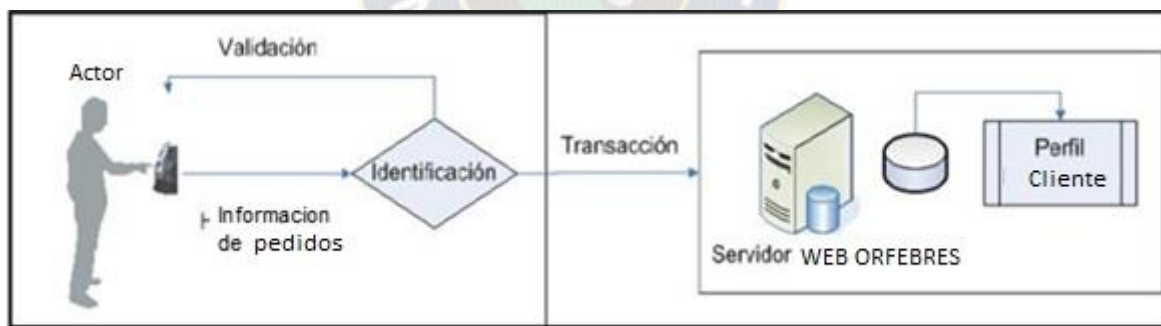 Validación
Actor
Identificación
Informacion
de pedidos
Transacción
Perfil
Cliente
Servidor WEB ORFEBRES